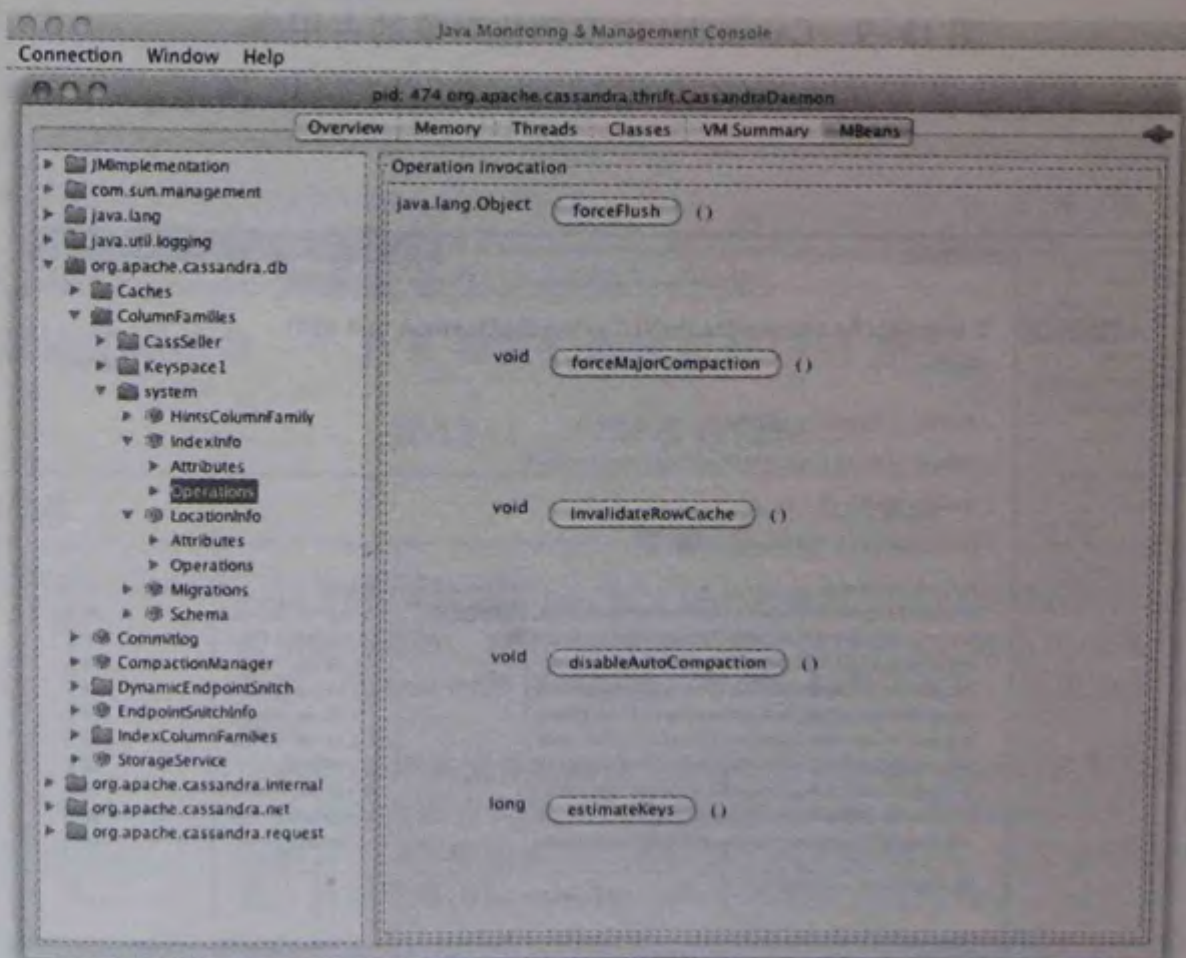 Java Monitoring & Management Console
Connection Window Help
pid: 474 org.apache.cassandra.thrift.CassandraDaemon
Overview Memory Threads Classes VM Summary MBeans
JMImplementation
com.sun.management
java.lang
java.util.logging
org.apache.cassandra.db
Caches
ColumnFamilies
CassSeller
Keyspace1
system
HintsColumnFamily
IndexInfo
Attributes
Operations
LocationInfo
Attributes
Operations
Migrations
Schema
Commitlog
CompactionManager
DynamicEndpointSnitch
EndpointSnitchInfo
IndexColumnFamilies
StorageService
org.apache.cassandra.internal
org.apache.cassandra.net
org.apache.cassandra.request
Operation Invocation
java.lang.Object forceFlush ()
void forceMajorCompaction ()
void invalidateRowCache ()
void disableAutoCompaction ()
long estimateKeys ()